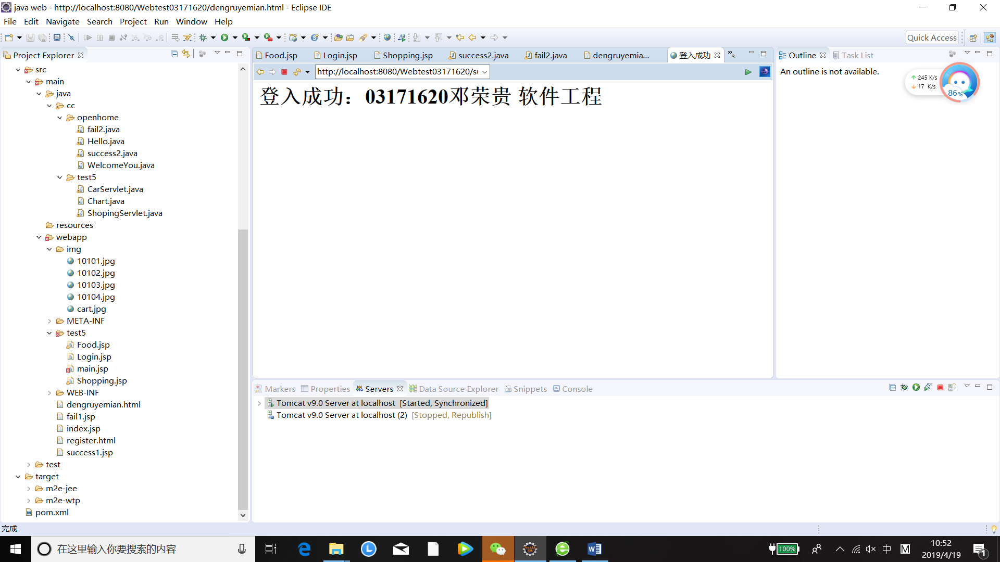 java web - http://localhost:8080/Webtest03171620/dengruyemian.html - Eclipse IDE
File Edit Navigate Search Project Run Window Help
Quick Access
Project Explorer
src
main
java
cc
openhome
fail2.java
Hello.java
success2.java
WelcomeYou.java
test5
CarServlet.java
Chart.java
ShopingServlet.java
resources
webapp
img
10101.jpg
10102.jpg
10103.jpg
10104.jpg
cart.jpg
META-INF
test5
Food.jsp
Login.jsp
main.jsp
Shopping.jsp
WEB-INF
dengruyemian.html
fail1.jsp
index.jsp
register.html
success1.jsp
test
target
m2e-jee
m2e-wtp
pom.xml
Food.jsp Login.jsp Shopping.jsp success2.java fail2.java dengruyemia... 登入成功 »3
http://localhost:8080/Webtest03171620/su
登入成功：03171620邓荣贵 软件工程
Outline Task List
An outline is not available.
245 K/s
17 K/s
86%
Markers Properties Servers Data Source Explorer Snippets Console
Tomcat v9.0 Server at localhost [Started, Synchronized]
Tomcat v9.0 Server at localhost (2) [Stopped, Republish]
完成
在这里输入你要搜索的内容
100%
中
M
10:52
2019/4/19
1